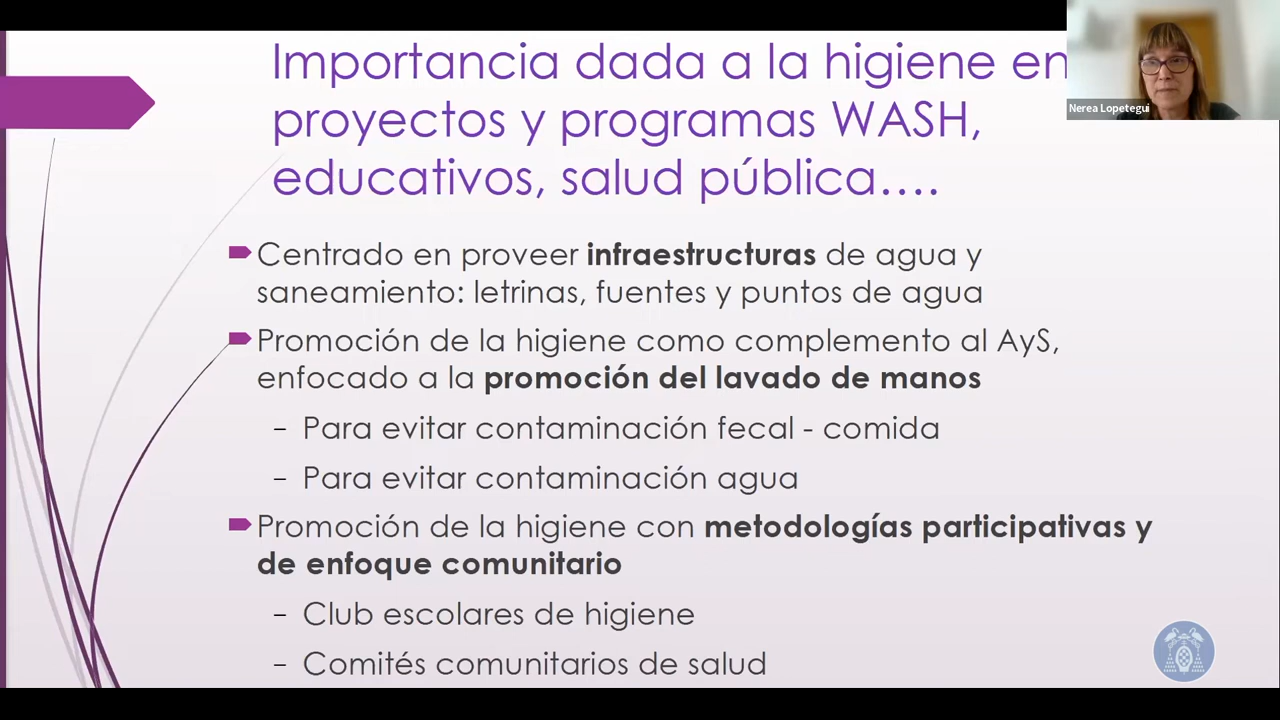 Importancia dada a la higiene en
proyectos y programas WASH,
educativos, salud pública….
Nerea Lopetegui
Centrado en proveer infraestructuras de agua y
saneamiento: letrinas, fuentes y puntos de agua
Promoción de la higiene como complemento al AyS,
enfocado a la promoción del lavado de manos
– Para evitar contaminación fecal - comida
– Para evitar contaminación agua
Promoción de la higiene con metodologías participativas y
de enfoque comunitario
– Club escolares de higiene
– Comités comunitarios de salud